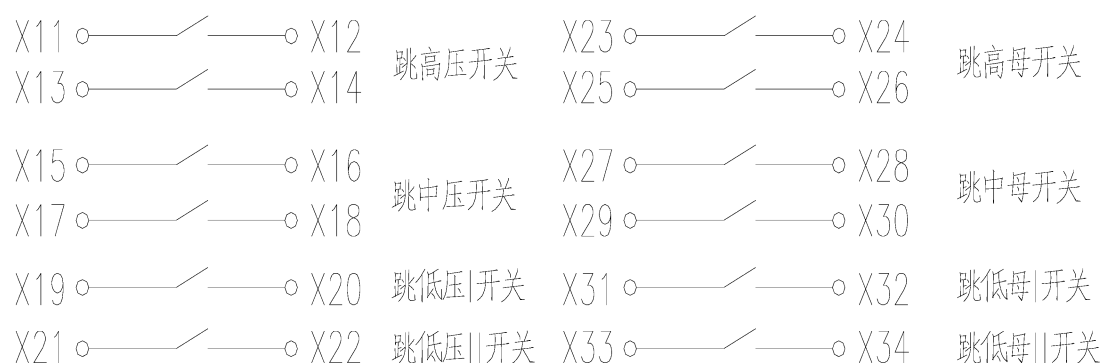 X11 X12 跳高压开关
X13 X14
X15 X16 跳中压开关
X17 X18
X19 X20 跳低压I开关
X21 X22 跳低压II开关
X23 X24 跳高母开关
X25 X26
X27 X28 跳中母开关
X29 X30
X31 X32 跳低母I开关
X33 X34 跳低母II开关